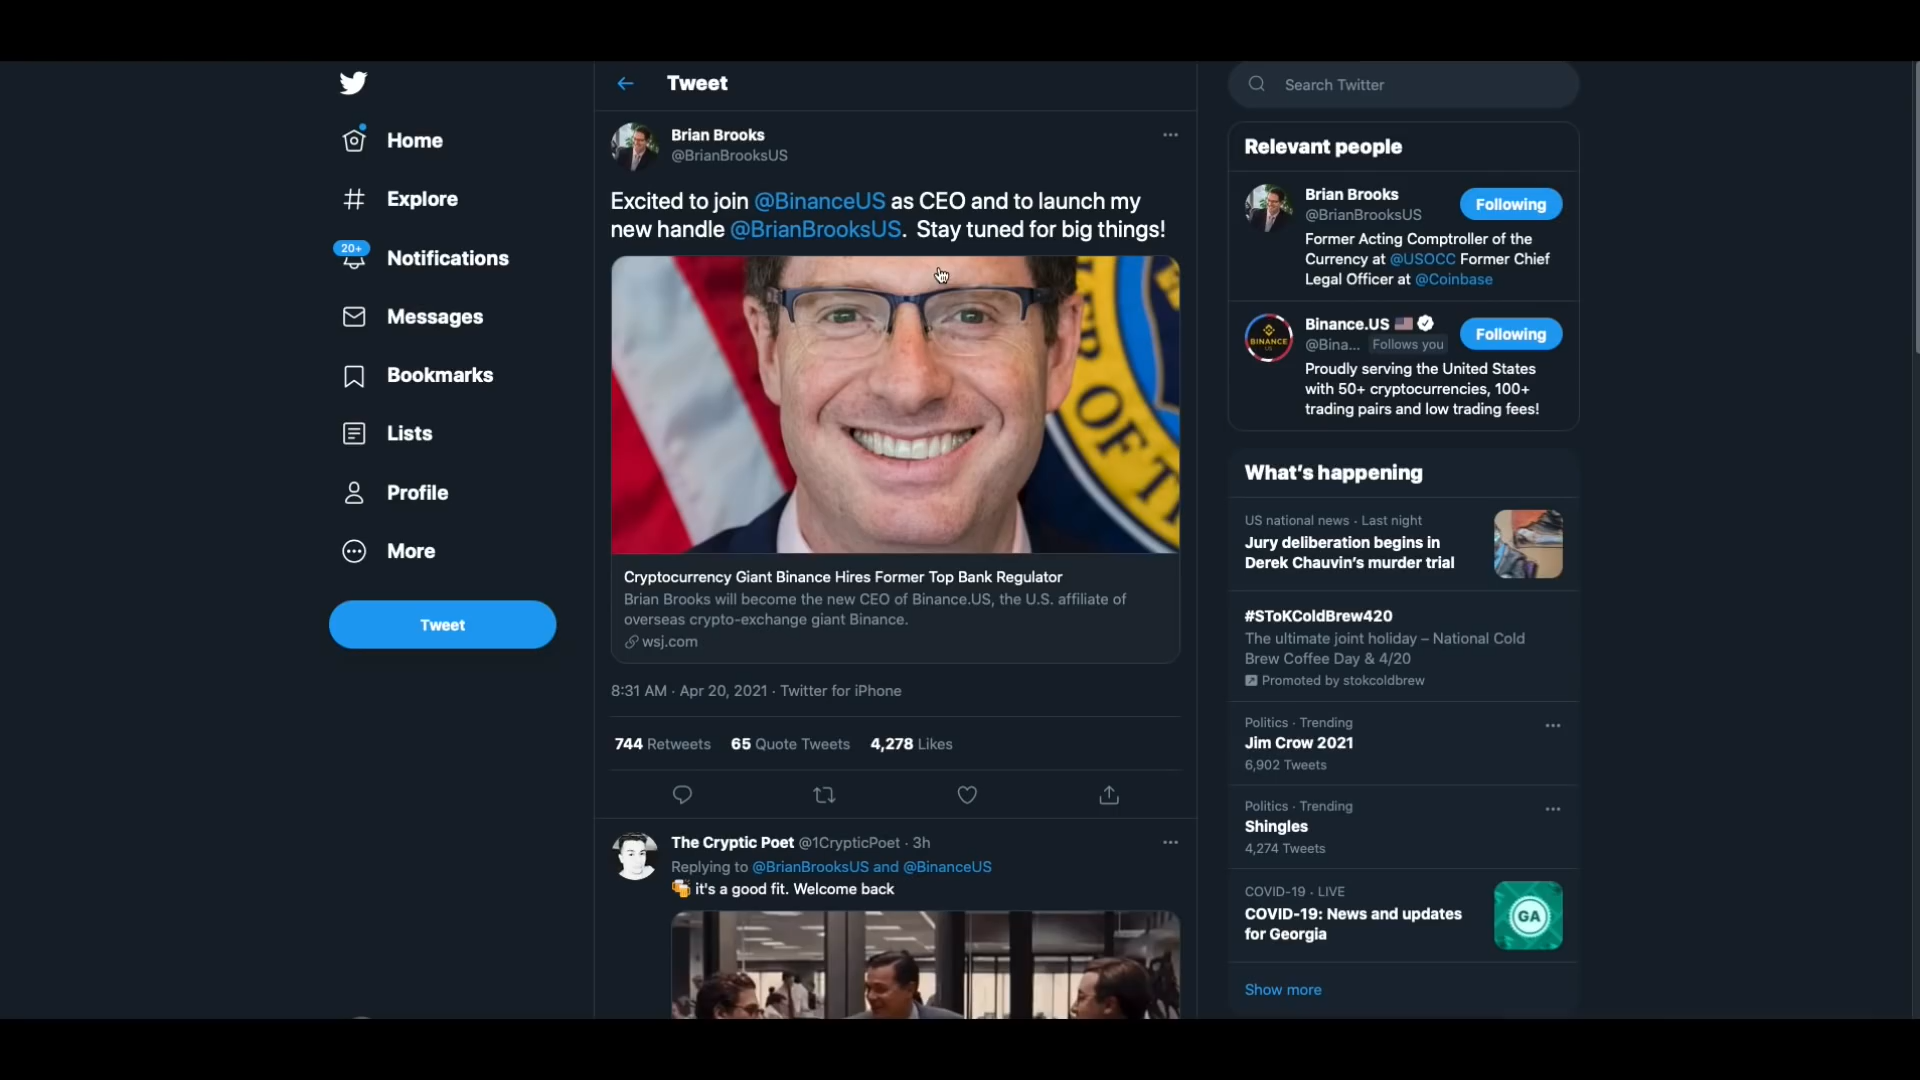 Home
Explore
20+
Notifications
Messages
Bookmarks
Lists
Profile
More
Tweet
Tweet
Brian Brooks
@BrianBrooksUS
Excited to join @BinanceUS as CEO and to launch my
new handle @BrianBrooksUS. Stay tuned for big things!
ER OF T
Cryptocurrency Giant Binance Hires Former Top Bank Regulator
Brian Brooks will become the new CEO of Binance.US, the U.S. affiliate of
overseas crypto-exchange giant Binance.
wsj.com
8:31 AM · Apr 20, 2021 · Twitter for iPhone
744 Retweets 65 Quote Tweets 4,278 Likes
The Cryptic Poet @1CrypticPoet · 3h
Replying to @BrianBrooksUS and @BinanceUS
🍻 it's a good fit. Welcome back
Search Twitter
Relevant people
Brian Brooks
@BrianBrooksUS
Following
Former Acting Comptroller of the
Currency at @USOCC Former Chief
Legal Officer at @Coinbase
BINANCE
US
Binance.US 🇺🇸
@Bina... Follows you
Following
Proudly serving the United States
with 50+ cryptocurrencies, 100+
trading pairs and low trading fees!
What's happening
US national news · Last night
Jury deliberation begins in
Derek Chauvin's murder trial
#SToKColdBrew420
The ultimate joint holiday – National Cold
Brew Coffee Day & 4/20
Promoted by stokcoldbrew
Politics · Trending
Jim Crow 2021
6,902 Tweets
Politics · Trending
Shingles
4,274 Tweets
COVID-19 · LIVE
COVID-19: News and updates
for Georgia
GA
Show more